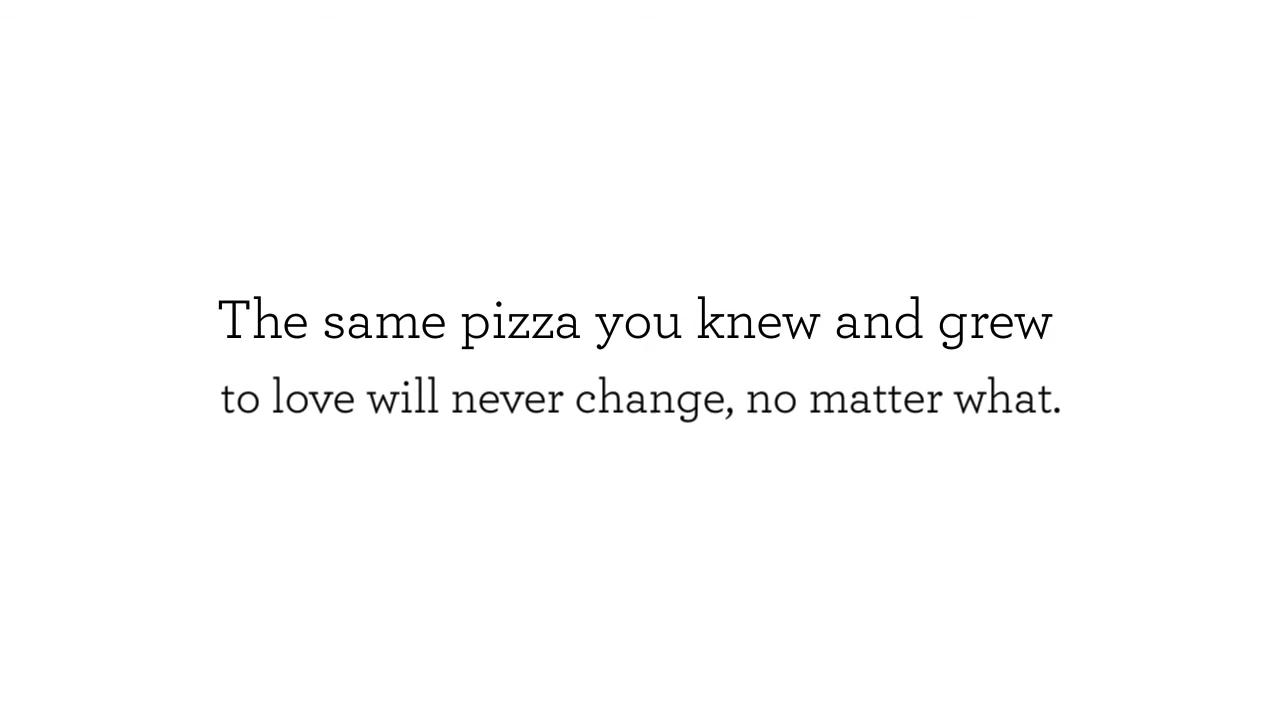 The same pizza you knew and grew
to love will never change, no matter what.